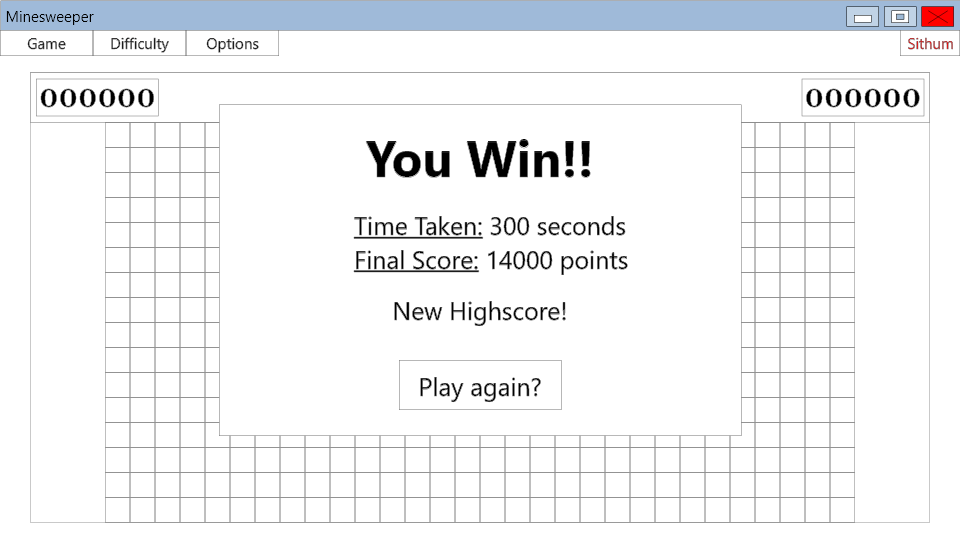 Minesweeper
Game Difficulty Options Sithum
000000 000000
You Win!!
Time Taken: 300 seconds
Final Score: 14000 points
New Highscore!
Play again?